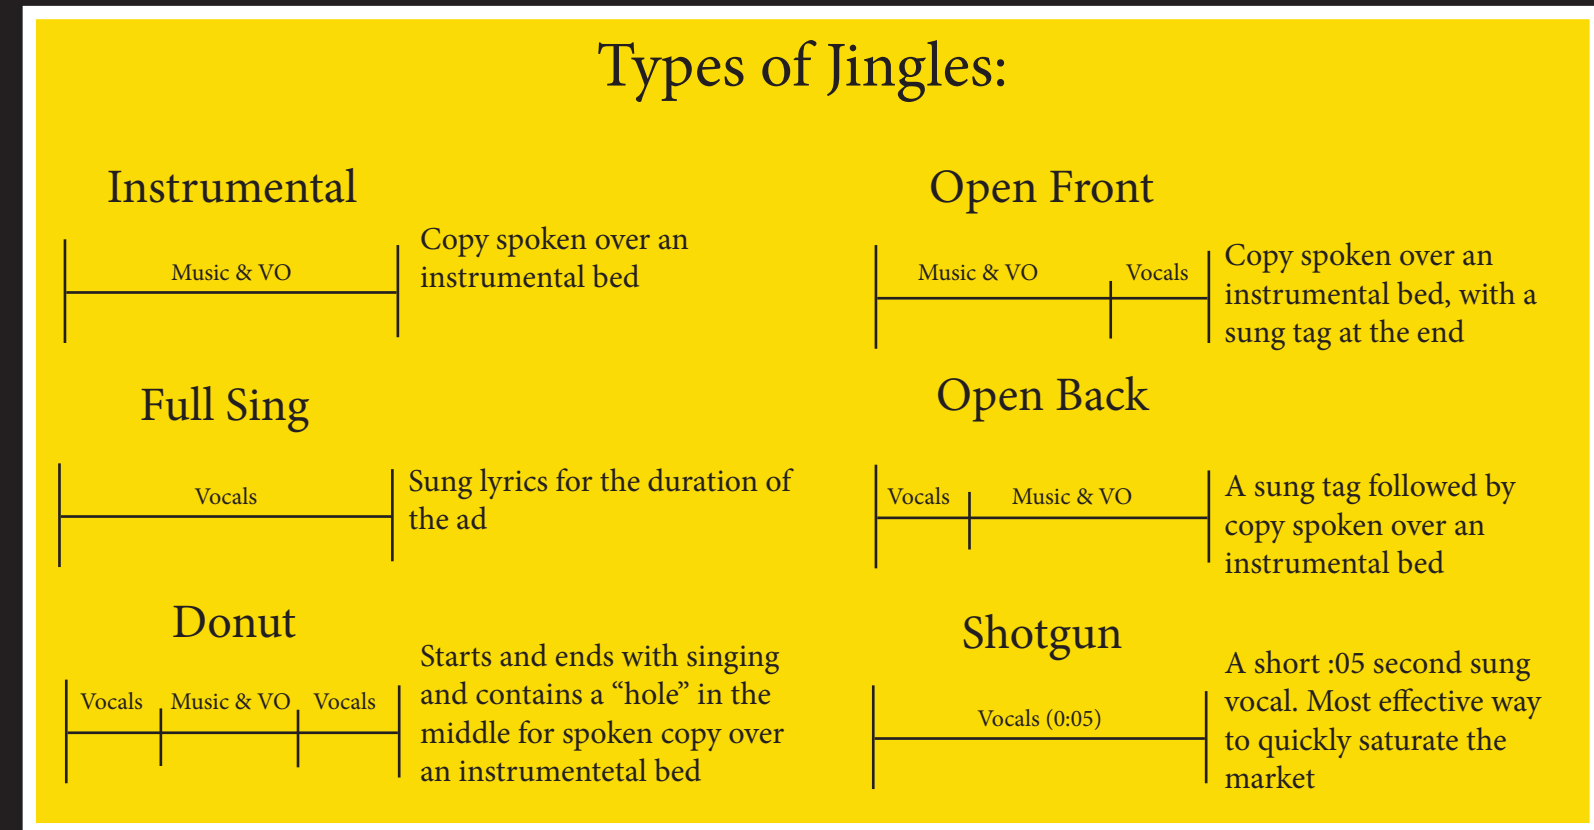 Types of Jingles:
Instrumental
Music & VO
Copy spoken over an
instrumental bed
Full Sing
Vocals
Sung lyrics for the duration of
the ad
Donut
Vocals
Music & VO
Vocals
Starts and ends with singing
and contains a “hole” in the
middle for spoken copy over
an instrumentetal bed
Open Front
Music & VO
Vocals
Copy spoken over an
instrumental bed, with a
sung tag at the end
Open Back
Vocals
Music & VO
A sung tag followed by
copy spoken over an
instrumental bed
Shotgun
Vocals (0:05)
A short :05 second sung
vocal. Most effective way
to quickly saturate the
market